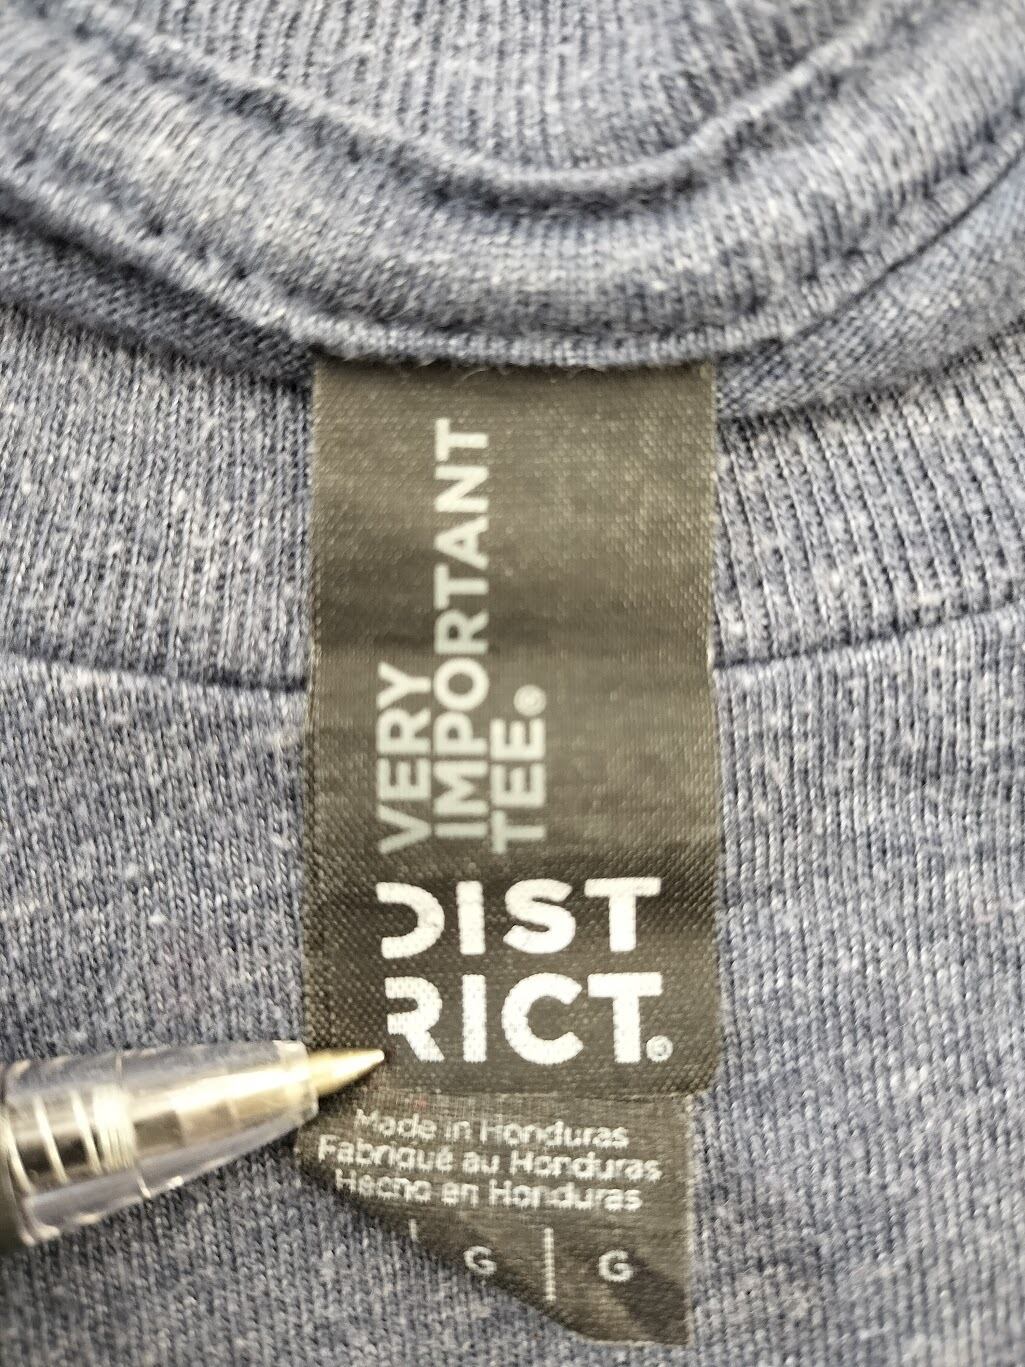 VERY
IMPORTANT
TEE®
DIST
RICT®
Made in Honduras
Fabriqué au Honduras
Hecho en Honduras
G | G